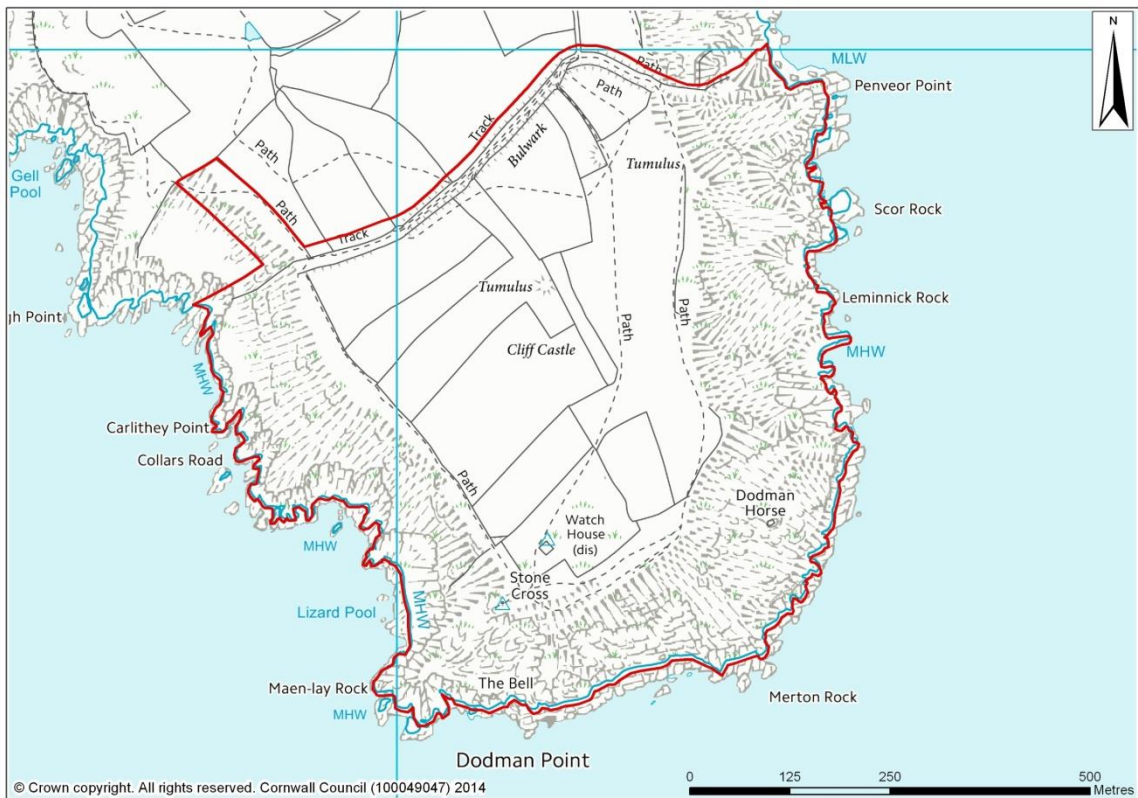 N
MLW
Penveor Point
Path
Path
Track
Bulwark
Tumulus
Path
Gell
Pool
Scor Rock
Path
Track
Tumulus
Leminnick Rock
Path
Path
gh Point
Cliff Castle
MHW
MHW
Carlithey Point
Collars Road
Path
Dodman
Horse
Watch
House
(dis)
MHW
Stone
Cross
Lizard Pool
MHW
Maen-lay Rock
The Bell
Merton Rock
MHW
Dodman Point
0 125 250 500
Metres
© Crown copyright. All rights reserved. Cornwall Council (100049047) 2014